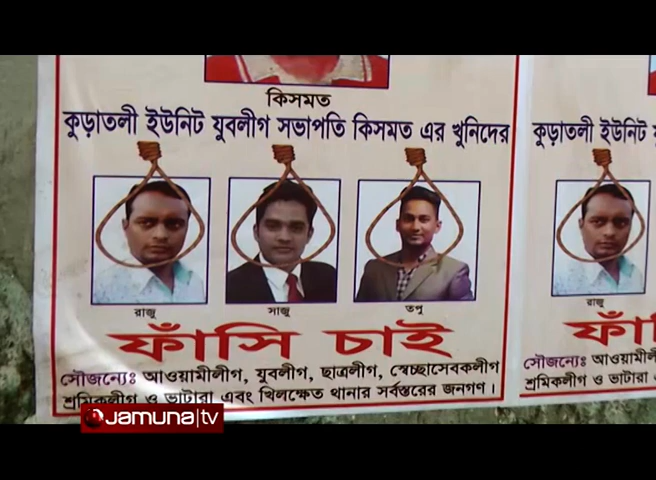 কিসমত
কুড়াতলী ইউনিট যুবলীগ সভাপতি কিসমত এর খুনিদের
রাজু
সাজু
তপু
ফাঁসি চাই
সৌজন্যেঃ আওয়ামীলীগ, যুবলীগ, ছাত্রলীগ, স্বেচ্ছাসেবকলীগ
শ্রমিকলীগ ও ভাটারা এবং খিলক্ষেত থানার সর্বস্তরের জনগণ।
কুড়াতলী ইউনিট
রাজু
সৌজন্যেঃ আওয়ামী
শ্রমিকলীগ ও ভাটারা
JAMUNA|tv